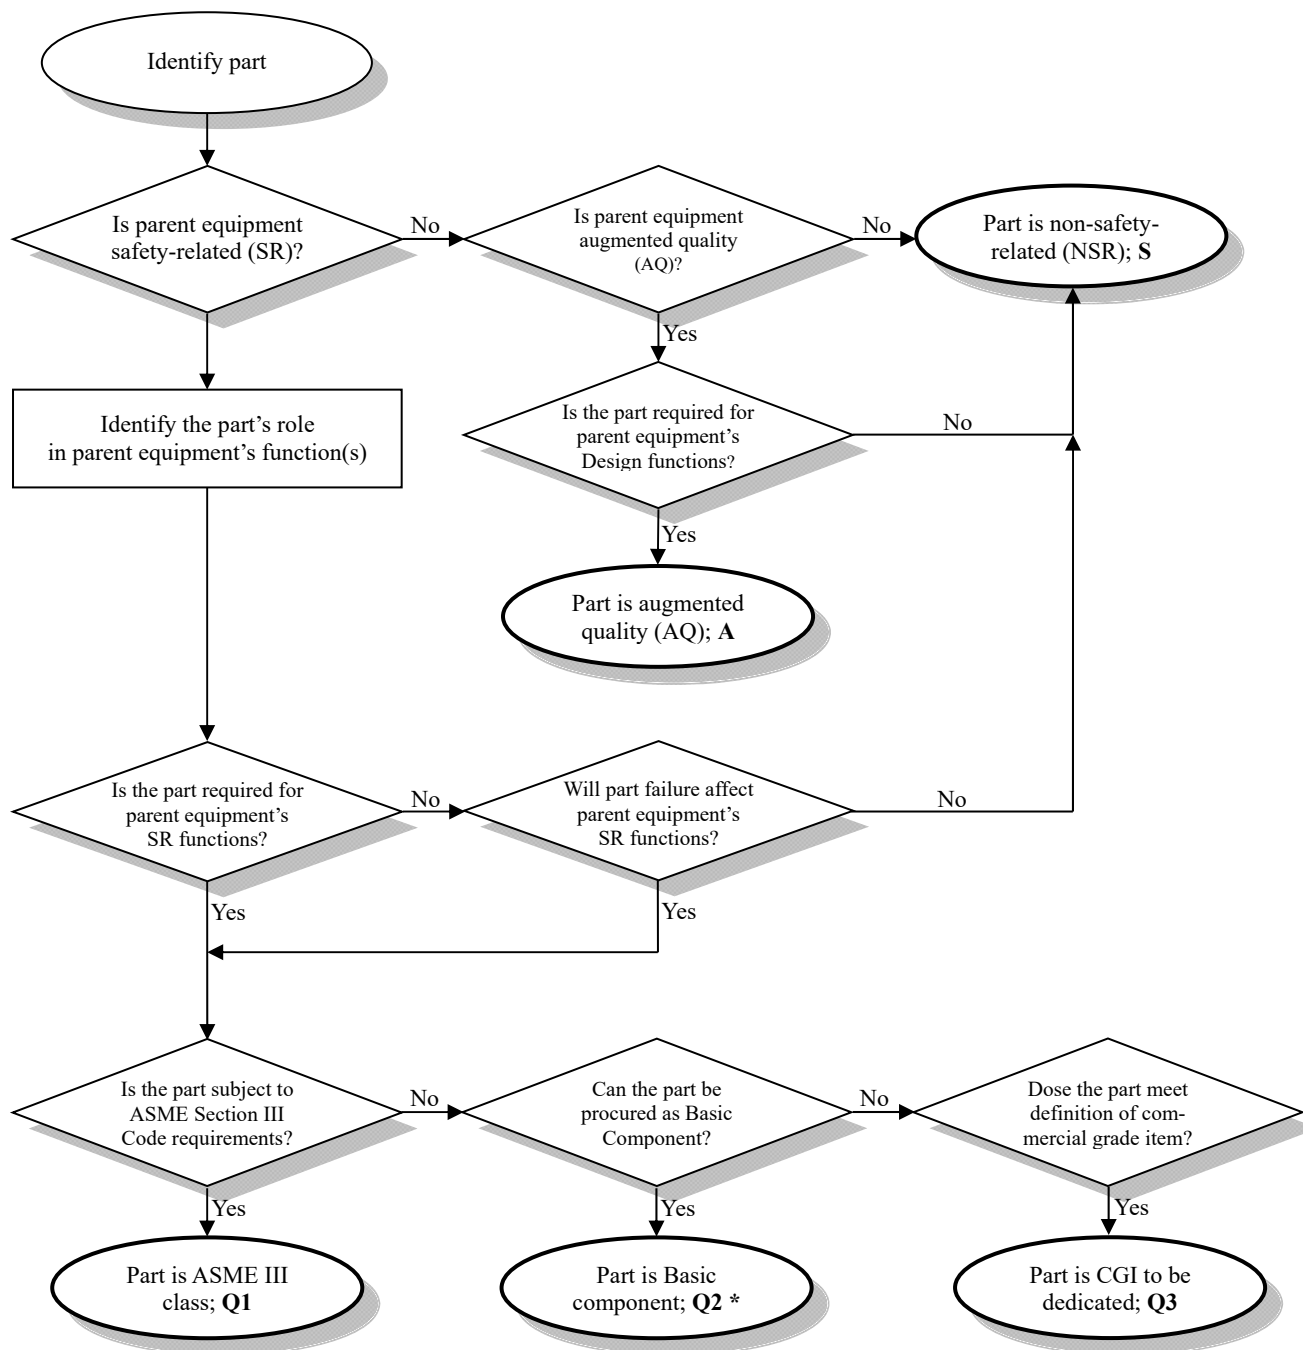 Identify part
Is parent equipment
safety-related (SR)?
No
Is parent equipment
augmented quality
(AQ)?
No
Part is non-safety-
related (NSR); S
Yes
Identify the part's role
in parent equipment's function(s)
Is the part required for
parent equipment's
Design functions?
No
Yes
Part is augmented
quality (AQ); A
Is the part required for
parent equipment's
SR functions?
No
Will part failure affect
parent equipment's
SR functions?
No
Yes
Yes
Is the part subject to
ASME Section III
Code requirements?
No
Can the part be
procured as Basic
Component?
No
Dose the part meet
definition of com-
mercial grade item?
Yes
Yes
Yes
Part is ASME III
class; Q1
Part is Basic
component; Q2 *
Part is CGI to be
dedicated; Q3